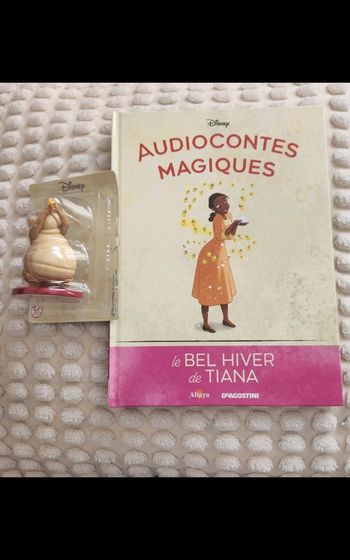 Disney
Disney
AUDIOCONTES
MAGIQUES
le BEL HIVER
de TIANA
Altaya
DeAGOSTINI